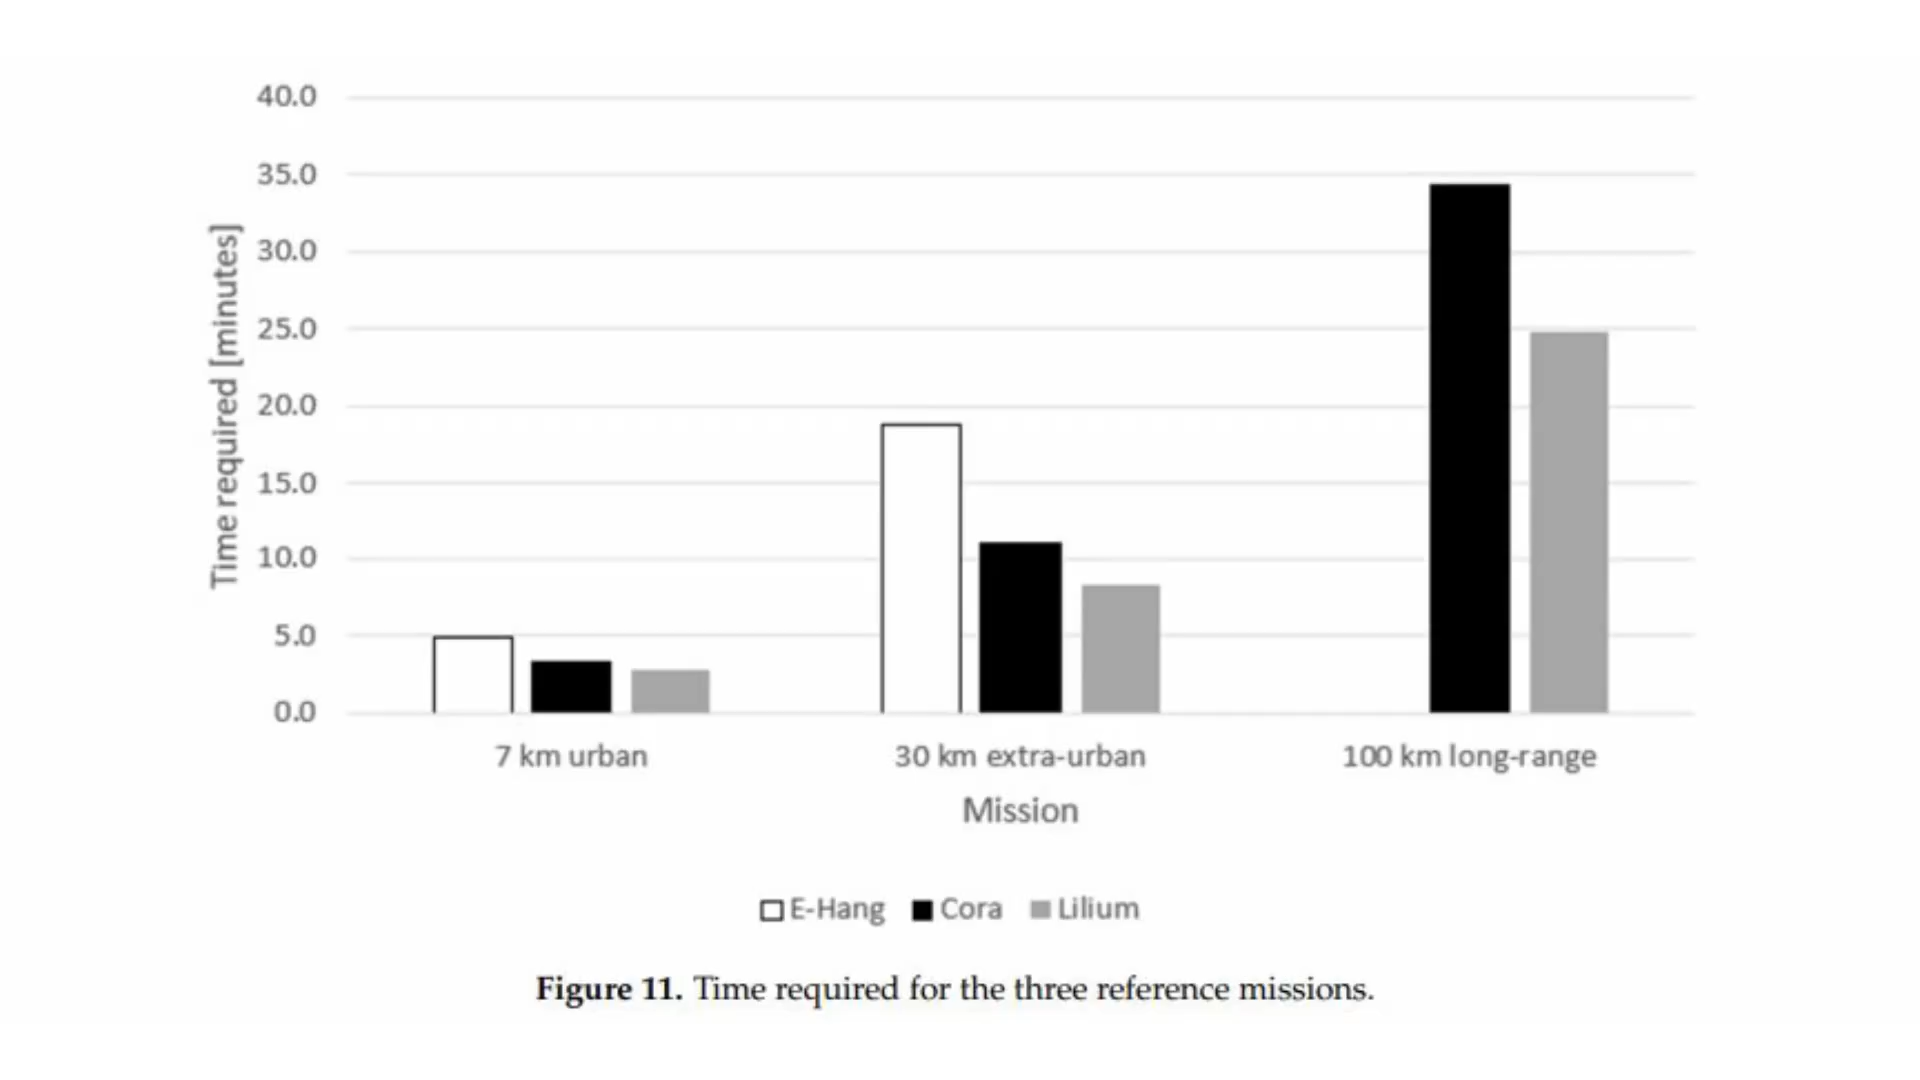 40.0
35.0
30.0
25.0
20.0
15.0
10.0
5.0
0.0
Time required [minutes]
7 km urban 30 km extra-urban 100 km long-range
Mission
E-Hang Cora Lilium
Figure 11. Time required for the three reference missions.